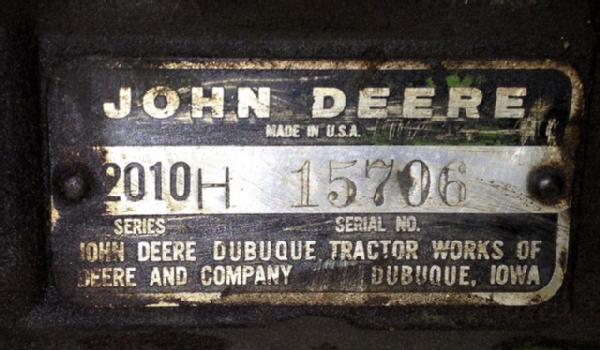 JOHN DEERE
MADE IN U.S.A.
2010H 15706
SERIES SERIAL NO.
JOHN DEERE DUBUQUE TRACTOR WORKS OF
DEERE AND COMPANY DUBUQUE, IOWA